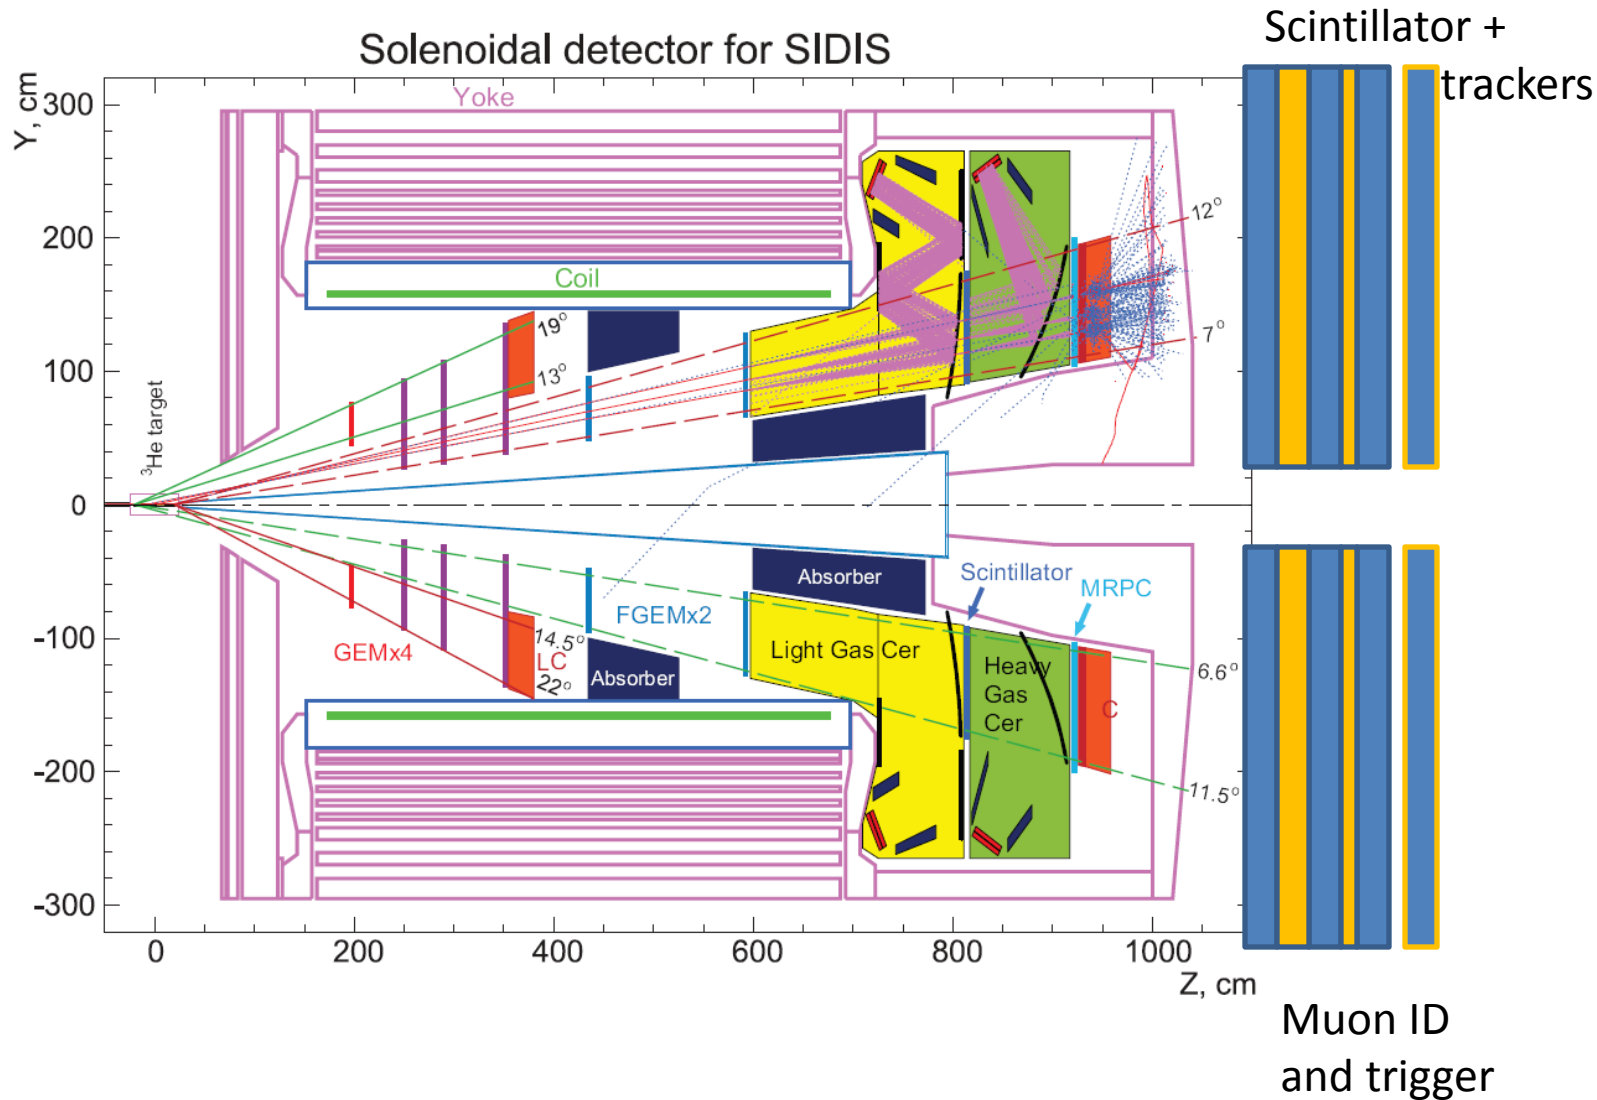 Scintillator +
trackers
Solenoidal detector for SIDIS
Y, cm
300
200
100
0
-100
-200
-300
Yoke
Coil
19°
13°
12°
7°
³He target
Absorber
Scintillator
MRPC
FGEMx2
GEMx4
14.5°
LC
22°
Absorber
Light Gas Cer
Heavy
Gas
Cer
C
6.6°
11.5°
0
200
400
600
800
1000
Z, cm
Muon ID
and trigger